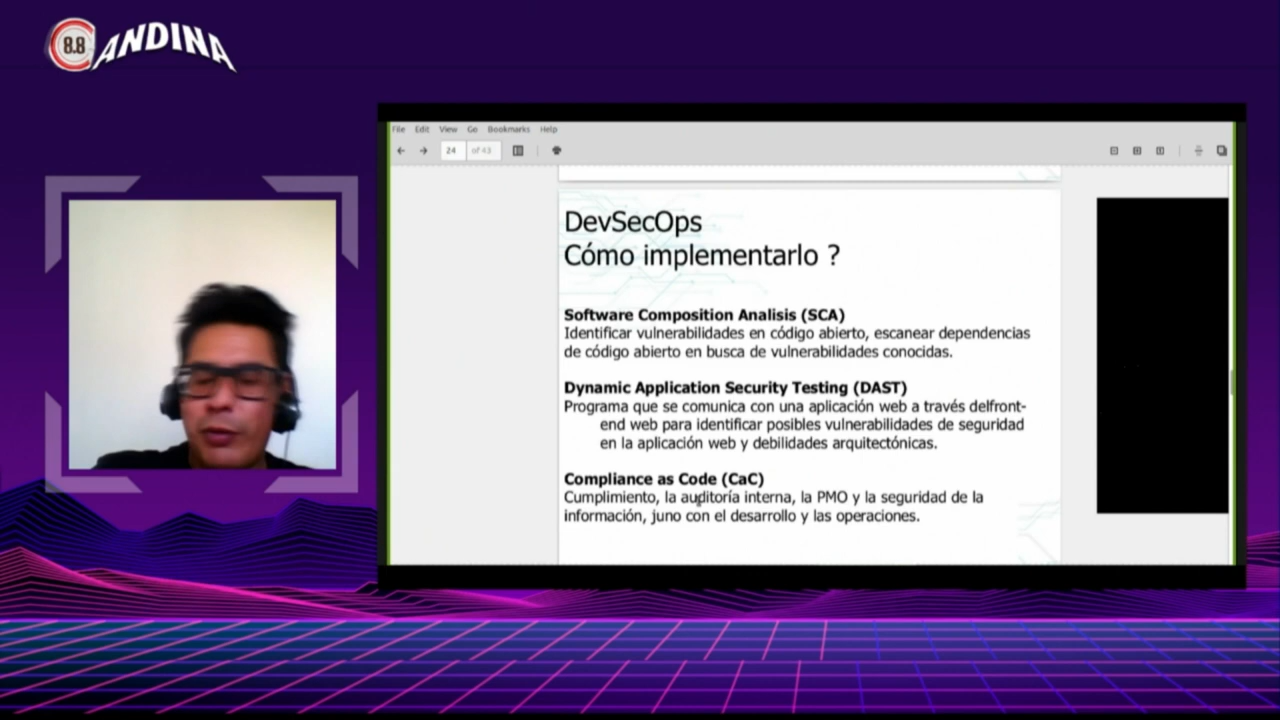 8.8 ANDINA
File Edit View Go Bookmarks Help
24 of 43
DevSecOps
Cómo implementarlo ?
Software Composition Analisis (SCA)
Identificar vulnerabilidades en código abierto, escanear dependencias
de código abierto en busca de vulnerabilidades conocidas.
Dynamic Application Security Testing (DAST)
Programa que se comunica con una aplicación web a través delfront-
end web para identificar posibles vulnerabilidades de seguridad
en la aplicación web y debilidades arquitectónicas.
Compliance as Code (CaC)
Cumplimiento, la auditoría interna, la PMO y la seguridad de la
información, juno con el desarrollo y las operaciones.